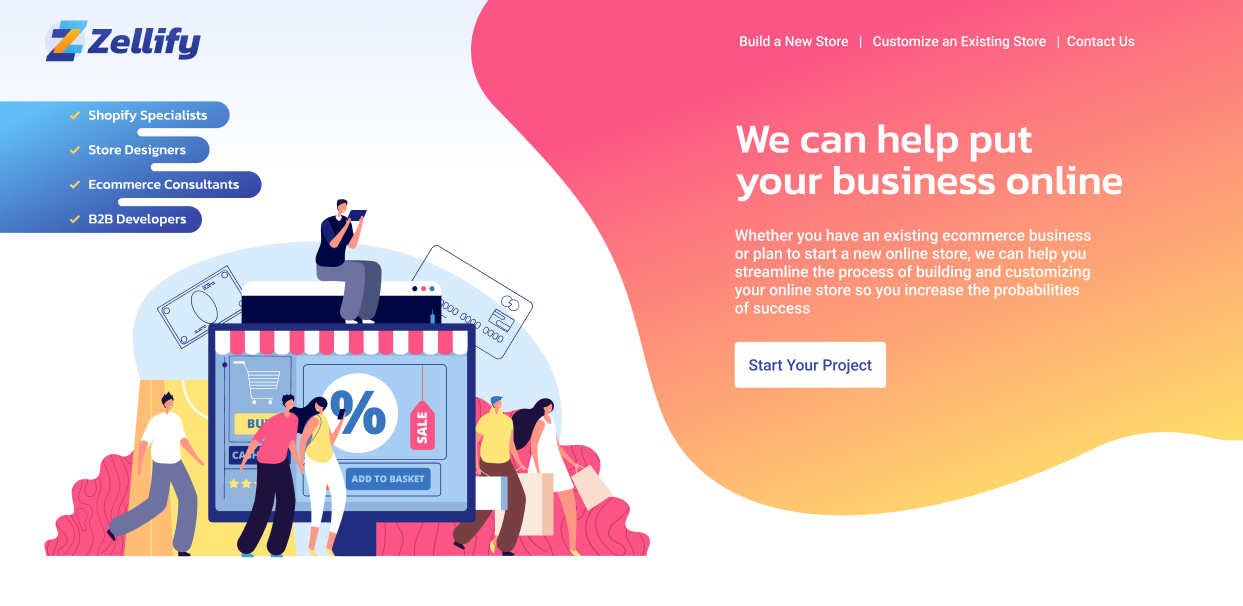 Zellify
Build a New Store | Customize an Existing Store | Contact Us
Shopify Specialists
Store Designers
Ecommerce Consultants
B2B Developers
We can help put
your business online
Whether you have an existing ecommerce business
or plan to start a new online store, we can help you
streamline the process of building and customizing
your online store so you increase the probabilities
of success
Start Your Project
%
SALE
ADD TO BASKET